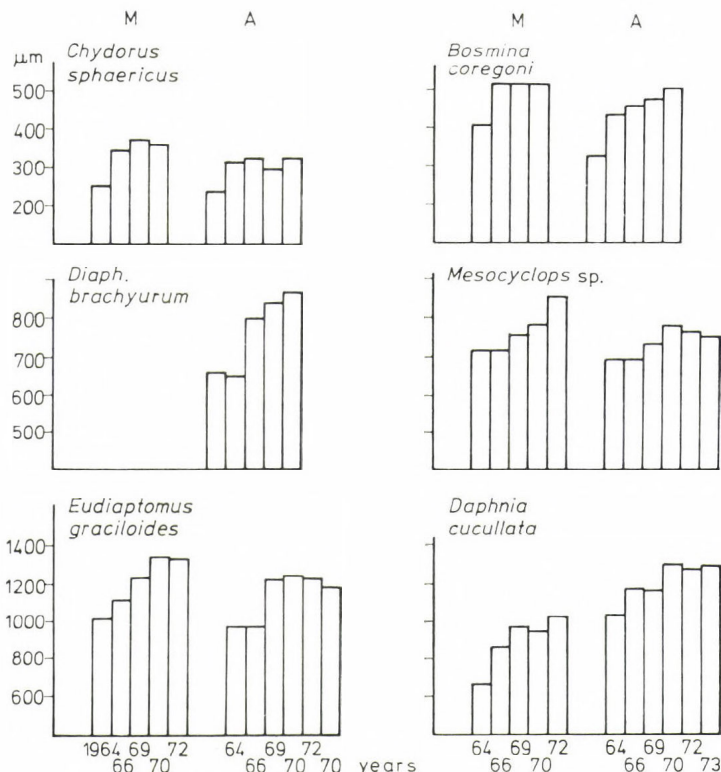 M A M A
μm
Chydorus
sphaericus
500
400
300
200
Bosmina
coregoni
Diaph.
brachyurum
800
700
600
500
Mesocyclops sp.
Eudiaptomus
graciloides
1400
1200
1000
800
600
Daphnia
cucullata
1964 69 72 64 69 72 64 69 72 64 69 72
66 70 66 70 70 years 66 70 66 70 73